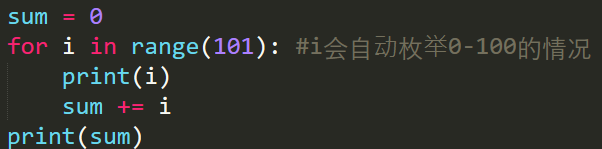 sum = 0
for i in range(101): #i会自动枚举0-100的情况
    print(i)
    sum += i
print(sum)